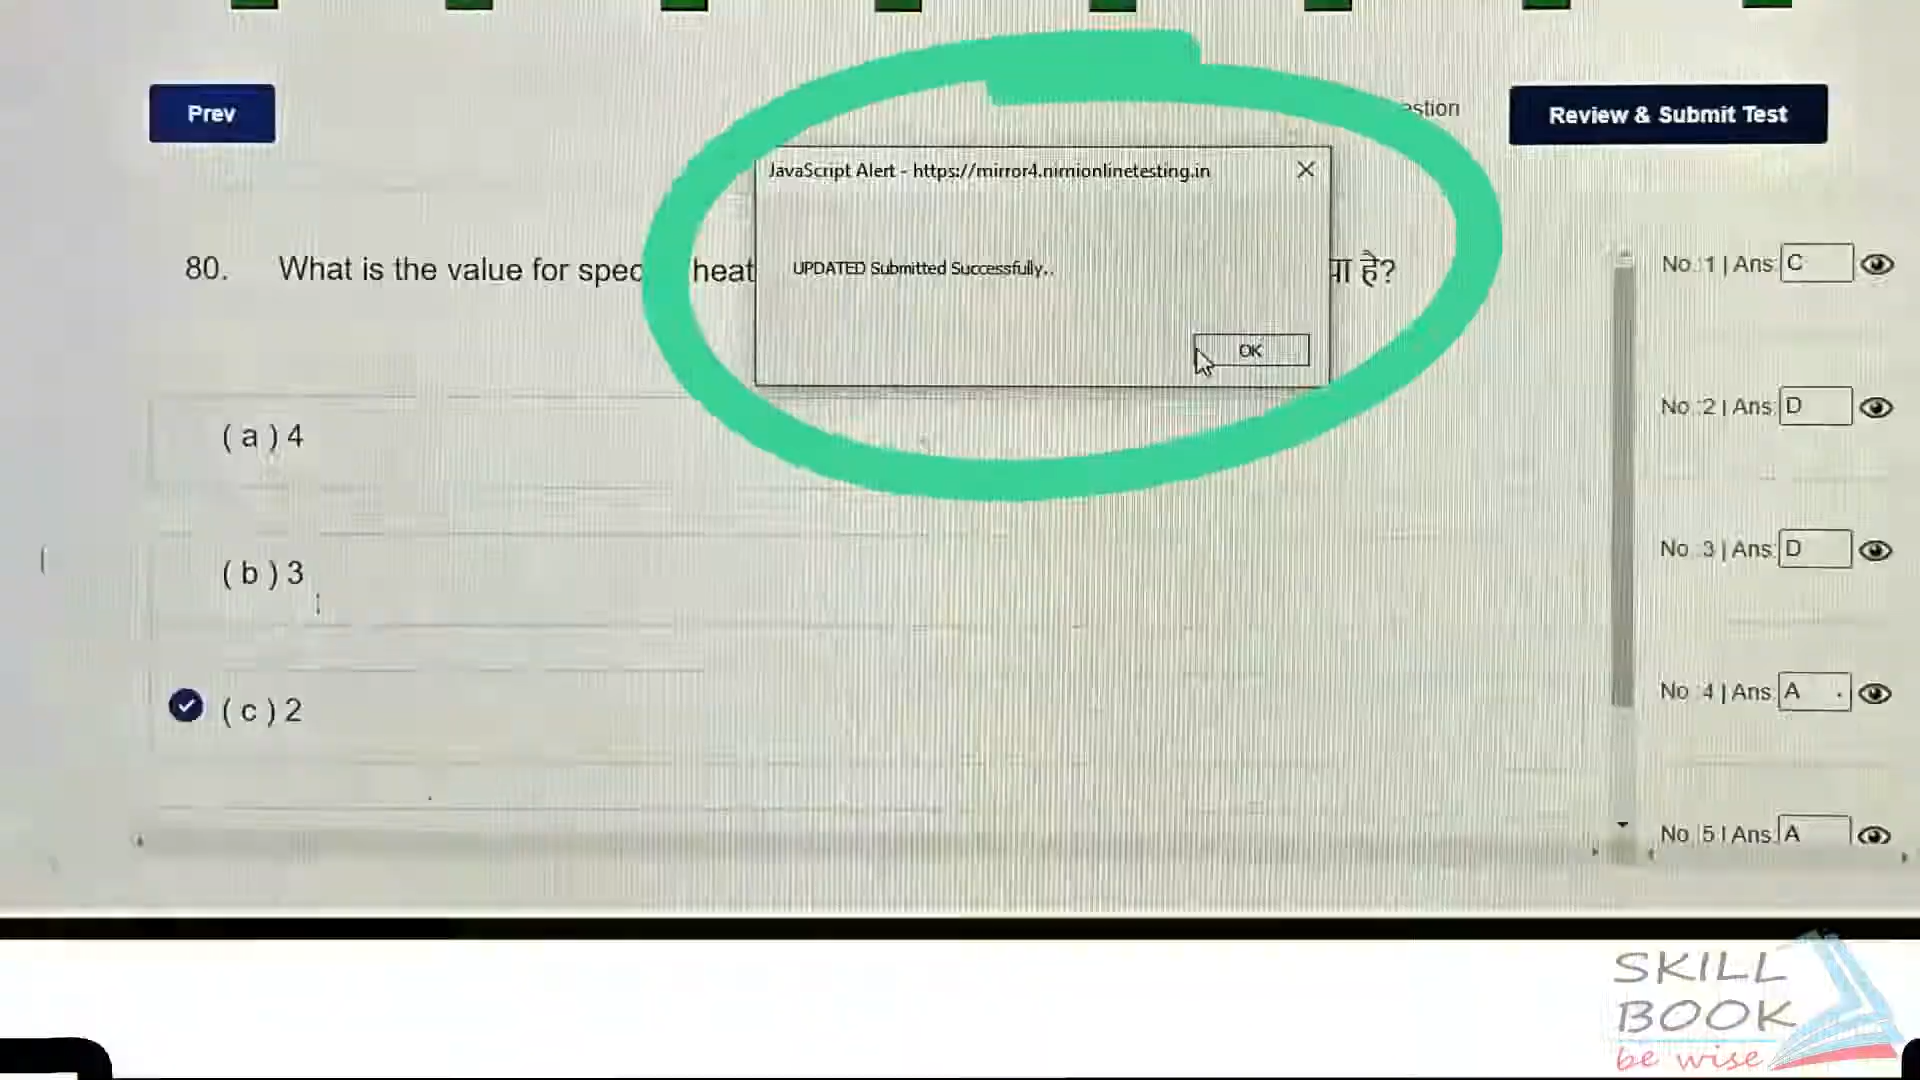 Prev
estion
Review & Submit Test
JavaScript Alert - https://mirror4.nimionlinetesting.in
UPDATED Submitted Successfully..
OK
80. What is the value for spec heat है?
( a ) 4
( b ) 3
( c ) 2
No.:1 | Ans: C
No.:2 | Ans: D
No.:3 | Ans: D
No.:4 | Ans: A
No.:5 | Ans: A
SKILL
BOOK
be wise